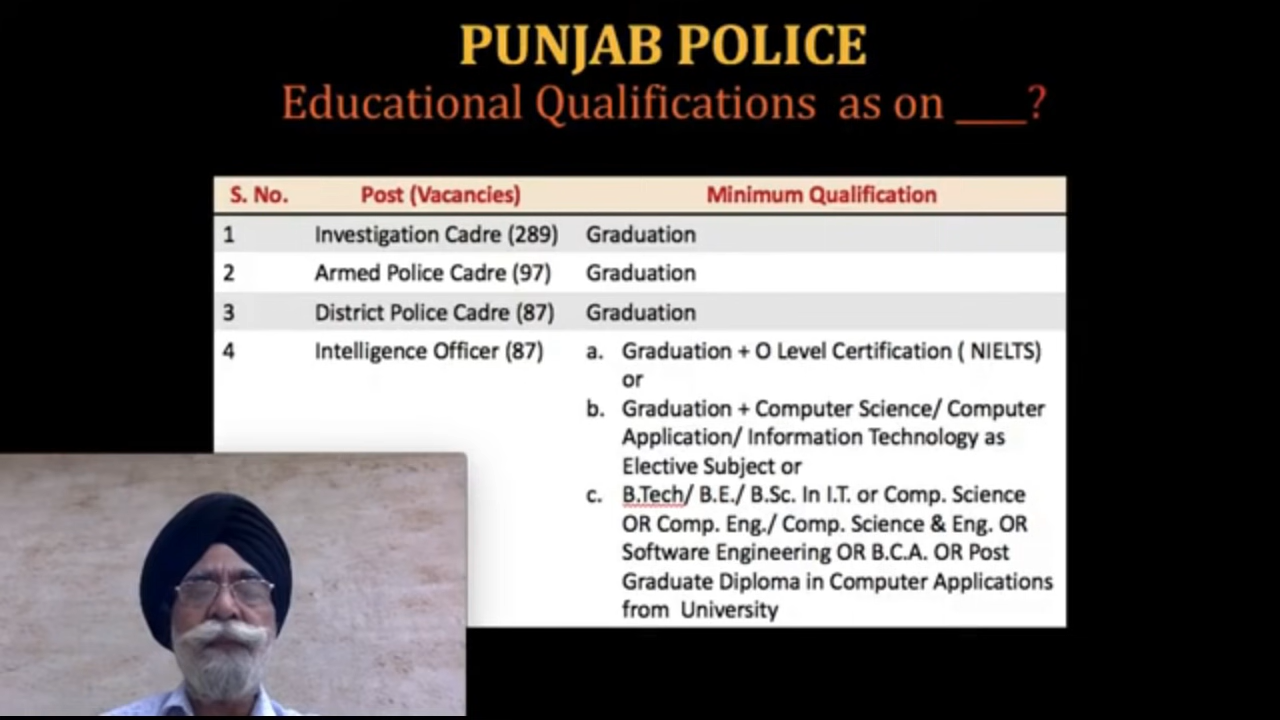 PUNJAB POLICE
Educational Qualifications as on ____?
S. No. Post (Vacancies) Minimum Qualification
1 Investigation Cadre (289) Graduation
2 Armed Police Cadre (97) Graduation
3 District Police Cadre (87) Graduation
4 Intelligence Officer (87) a. Graduation + O Level Certification ( NIELTS)
or
b. Graduation + Computer Science/ Computer
Application/ Information Technology as
Elective Subject or
c. B.Tech/ B.E./ B.Sc. In I.T. or Comp. Science
OR Comp. Eng./ Comp. Science & Eng. OR
Software Engineering OR B.C.A. OR Post
Graduate Diploma in Computer Applications
from University